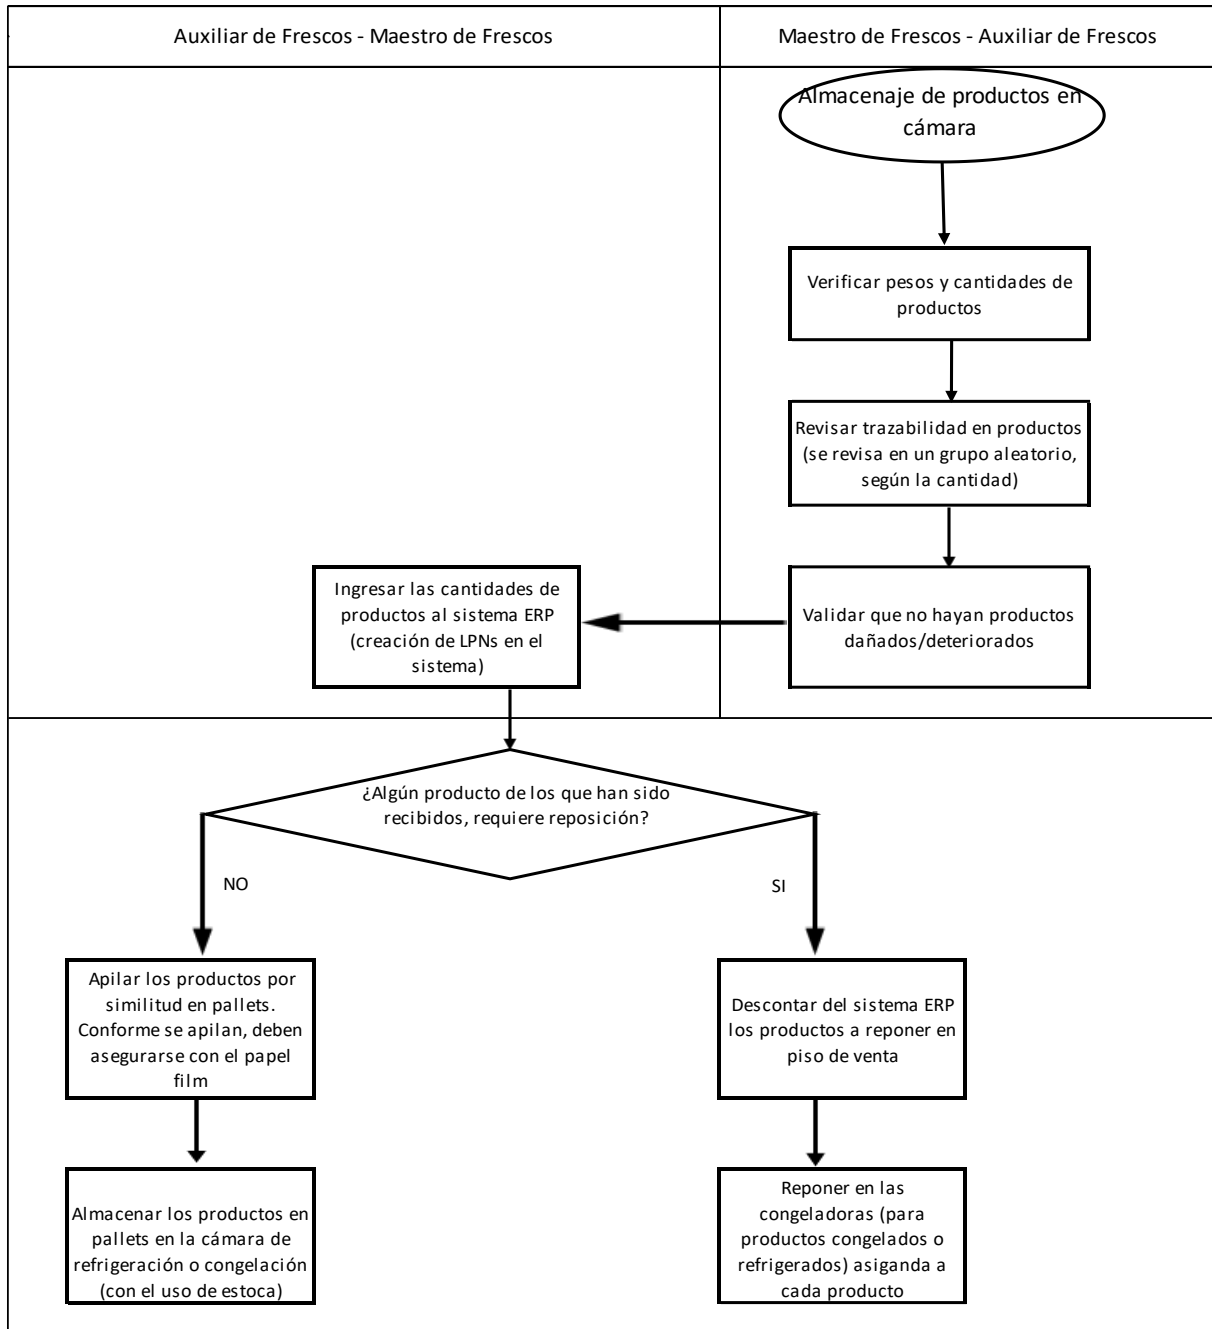 Auxiliar de Frescos - Maestro de Frescos
Maestro de Frescos - Auxiliar de Frescos
Almacenaje de productos en
cámara
Verificar pesos y cantidades de
productos
Revisar trazabilidad en productos
(se revisa en un grupo aleatorio,
según la cantidad)
Validar que no hayan productos
dañados/deteriorados
Ingresar las cantidades de
productos al sistema ERP
(creación de LPNs en el
sistema)
¿Algún producto de los que han sido
recibidos, requiere reposición?
NO
SI
Apilar los productos por
similitud en pallets.
Conforme se apilan, deben
asegurarse con el papel
film
Descontar del sistema ERP
los productos a reponer en
piso de venta
Almacenar los productos en
pallets en la cámara de
refrigeración o congelación
(con el uso de estoca)
Reponer en las
congeladoras (para
productos congelados o
refrigerados) asiganda a
cada producto